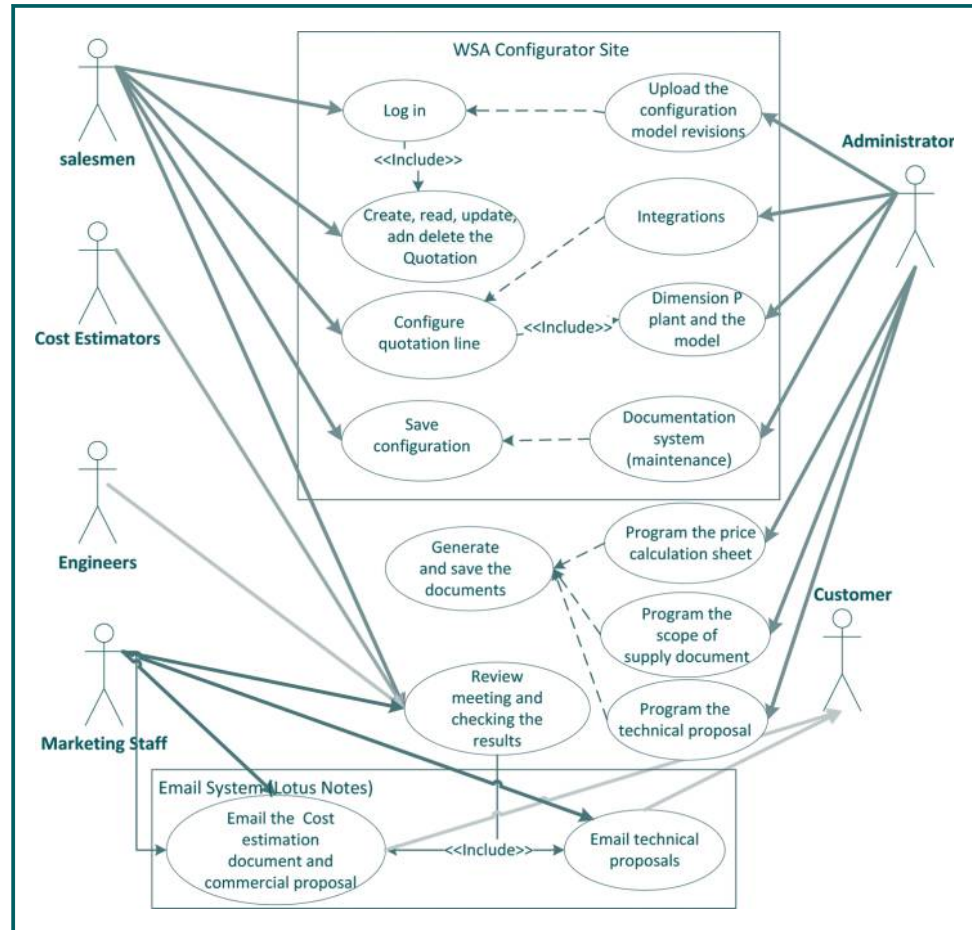 WSA Configurator Site
Log in
Upload the
configuration
model revisions
salesmen
Administrator
<<Include>>
Create, read, update,
adn delete the
Quotation
Integrations
Cost Estimators
Configure
quotation line
<<Include>>
Dimension P
plant and the
model
Save
configuration
Documentation
system
(maintenance)
Engineers
Generate
and save the
documents
Program the price
calculation sheet
Customer
Program the
scope of
supply document
Marketing Staff
Review
meeting and
checking the
results
Program the
technical proposal
Email System (Lotus Notes)
Email the Cost
estimation
document and
commercial proposal
<<Include>>
Email technical
proposals